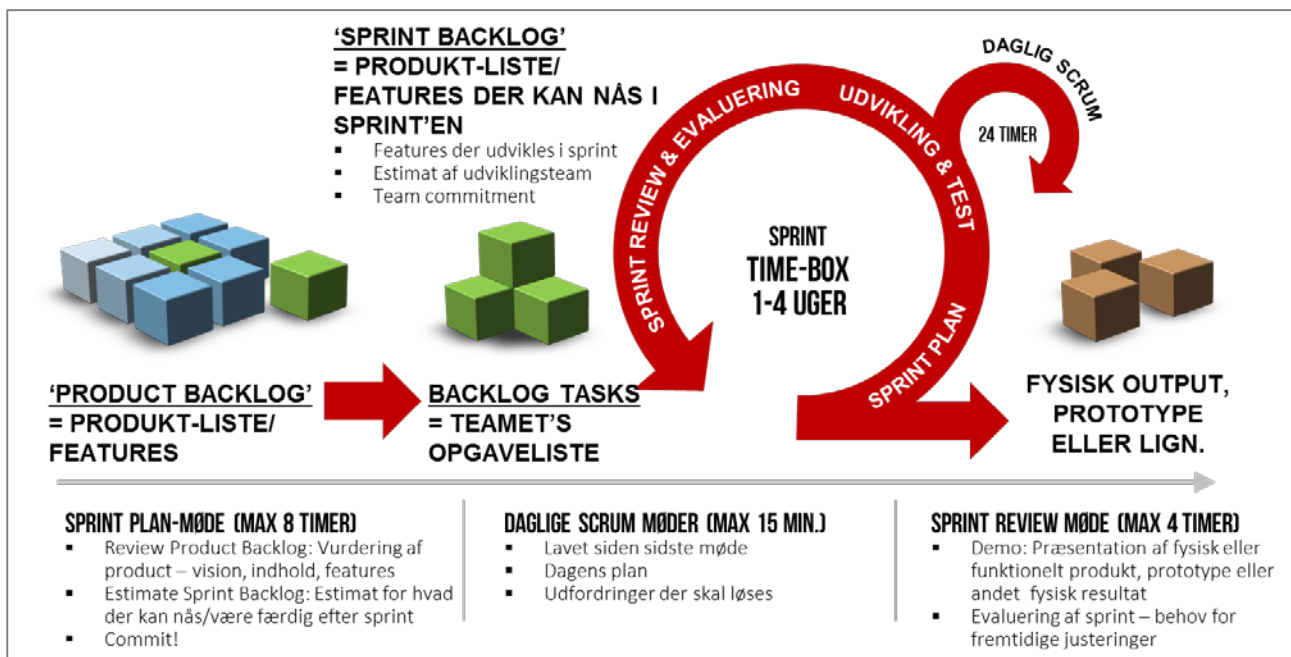 ‘SPRINT BACKLOG’
= PRODUKT-LISTE/
FEATURES DER KAN NÅS I
SPRINT’EN
▪ Features der udvikles i sprint
▪ Estimat af udviklingsteam
▪ Team commitment
SPRINT REVIEW & EVALUERING
UDVIKLING & TEST
SPRINT PLAN
DAGLIG SCRUM
24 TIMER
SPRINT
TIME-BOX
1-4 UGER
‘PRODUCT BACKLOG’
= PRODUKT-LISTE/
FEATURES
BACKLOG TASKS
= TEAMET’S
OPGAVELISTE
FYSISK OUTPUT,
PROTOTYPE
ELLER LIGN.
SPRINT PLAN-MØDE (MAX 8 TIMER)
▪ Review Product Backlog: Vurdering af
product – vision, indhold, features
▪ Estimate Sprint Backlog: Estimat for hvad
der kan nås/være færdig efter sprint
▪ Commit!
DAGLIGE SCRUM MØDER (MAX 15 MIN.)
▪ Lavet siden sidste møde
▪ Dagens plan
▪ Udfordringer der skal løses
SPRINT REVIEW MØDE (MAX 4 TIMER)
▪ Demo: Præsentation af fysisk eller
funktionelt produkt, prototype eller
andet fysisk resultat
▪ Evaluering af sprint – behov for
fremtidige justeringer